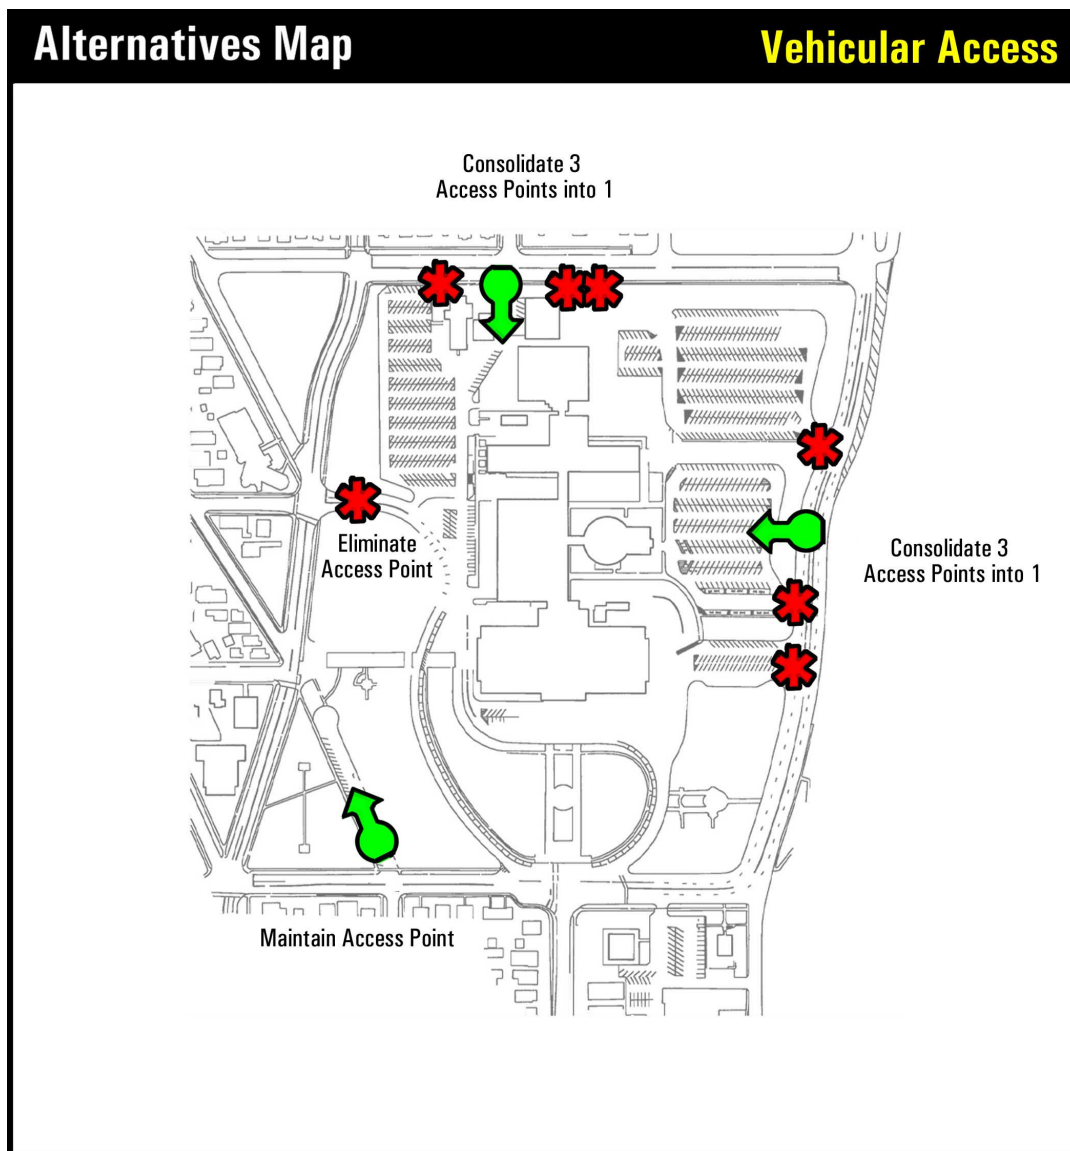 Alternatives Map
Vehicular Access
Consolidate 3
Access Points into 1
Eliminate
Access Point
Consolidate 3
Access Points into 1
Maintain Access Point